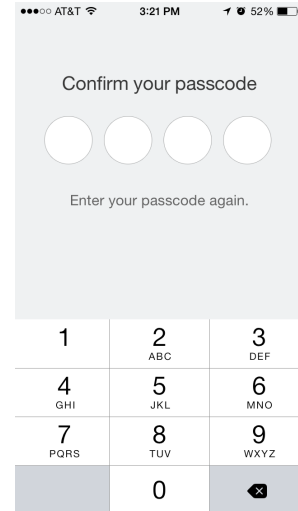 AT&T 3:21 PM 52%
Confirm your passcode
Enter your passcode again.
1 2 3
ABC DEF
4 5 6
GHI JKL MNO
7 8 9
PQRS TUV WXYZ
0